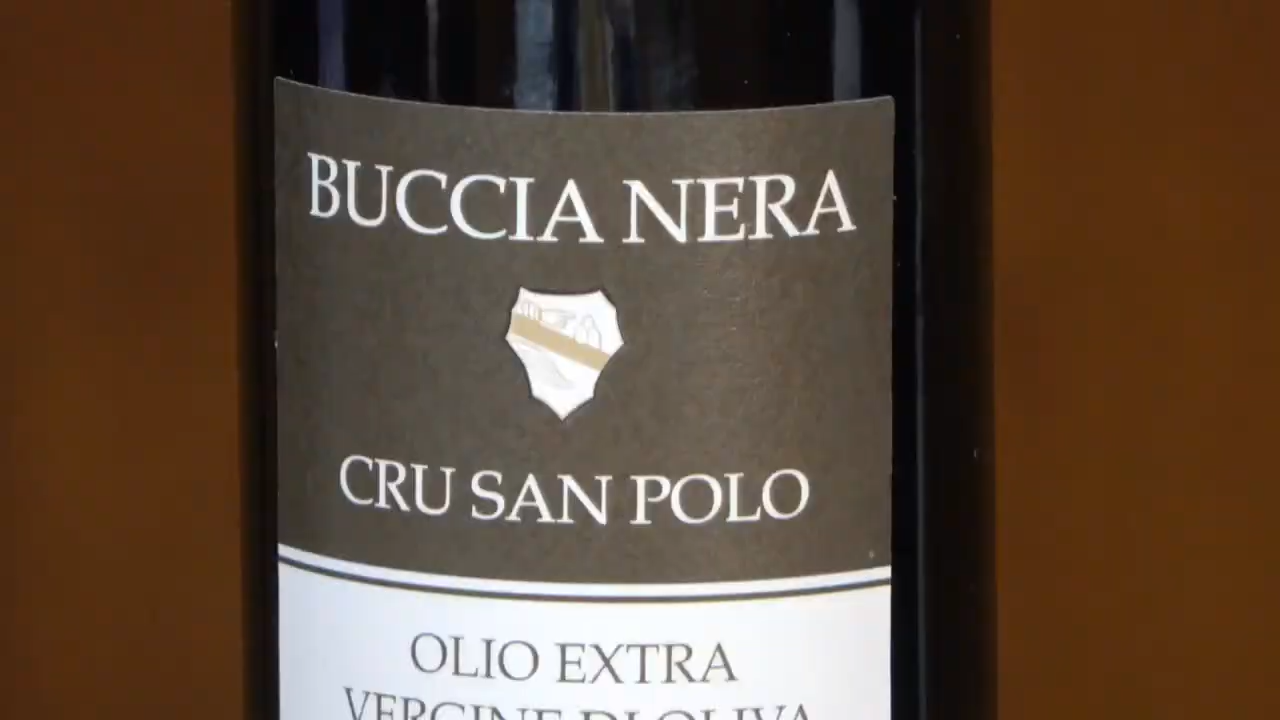 BUCCIA NERA
CRU SAN POLO
OLIO EXTRA
VERGINE DI OLIVA